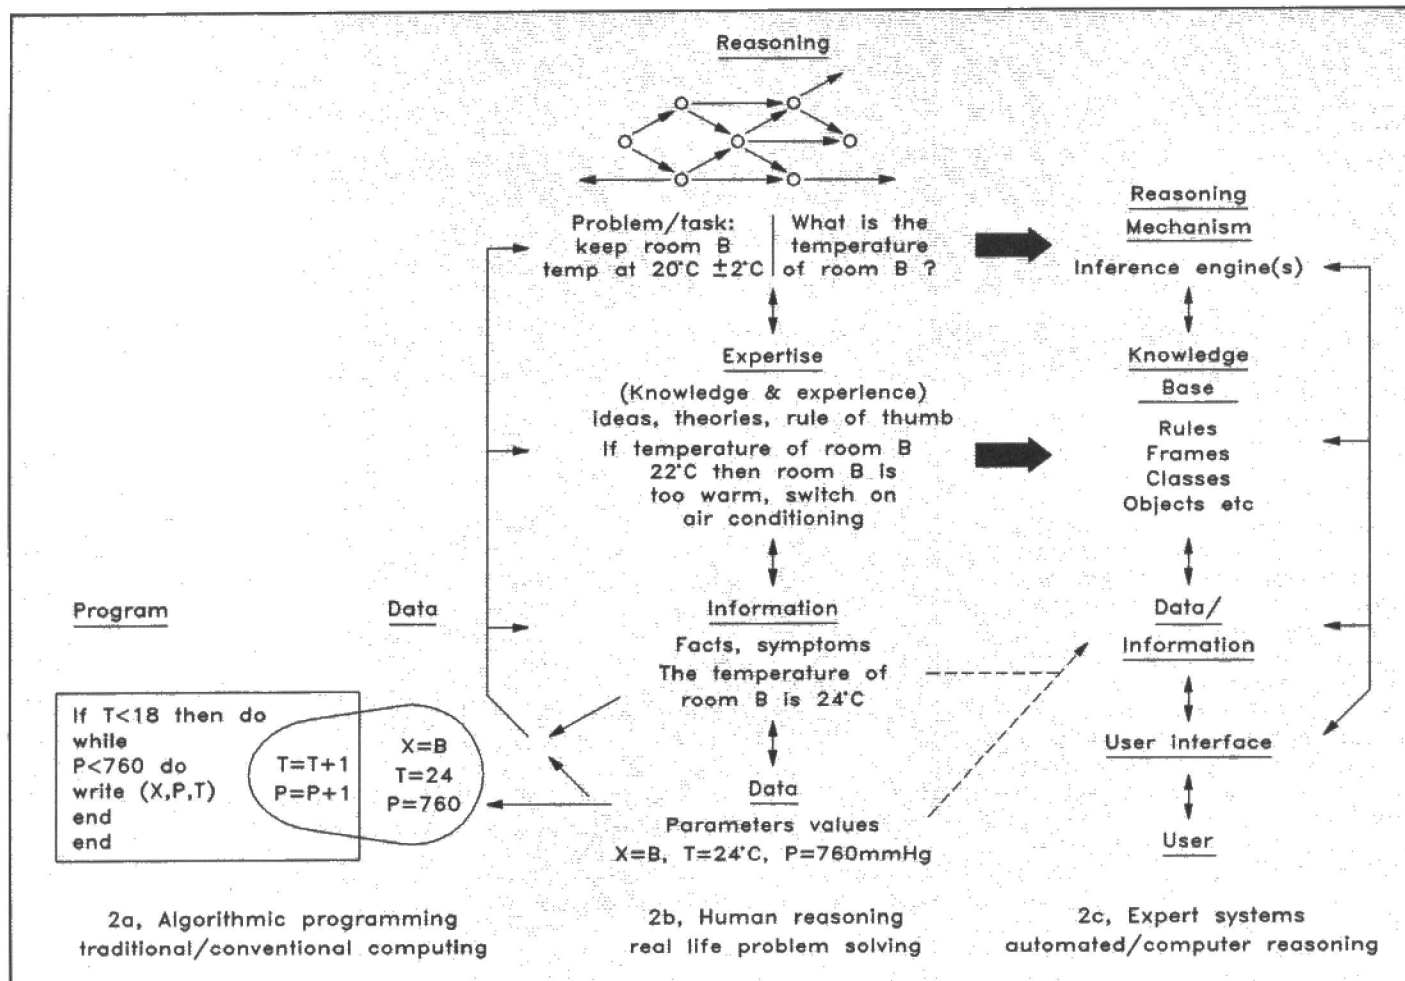 Reasoning
Problem/task:
keep room B
temp at 20°C ±2°C
What is the
temperature
of room B ?
Expertise
(Knowledge & experience)
ideas, theories, rule of thumb
If temperature of room B
22°C then room B is
too warm, switch on
air conditioning
Information
Facts, symptoms
The temperature of
room B is 24°C
Data
Parameters values
X=B, T=24°C, P=760mmHg
Program
Data
If T<18 then do
while
P<760 do
write (X,P,T)
end
end
T=T+1
P=P+1
X=B
T=24
P=760
Reasoning
Mechanism
Inference engine(s)
Knowledge
Base
Rules
Frames
Classes
Objects etc
Data/
Information
User interface
User
2a, Algorithmic programming
traditional/conventional computing
2b, Human reasoning
real life problem solving
2c, Expert systems
automated/computer reasoning